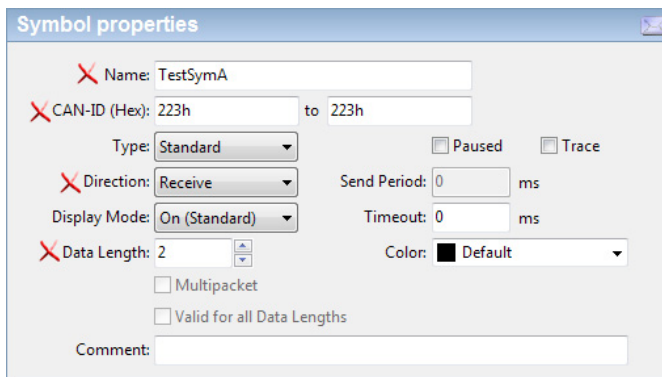 Symbol properties
Name: TestSymA
CAN-ID (Hex): 223h to 223h
Type: Standard Paused Trace
Direction: Receive Send Period: 0 ms
Display Mode: On (Standard) Timeout: 0 ms
Data Length: 2 Color: Default
Multipacket
Valid for all Data Lengths
Comment: